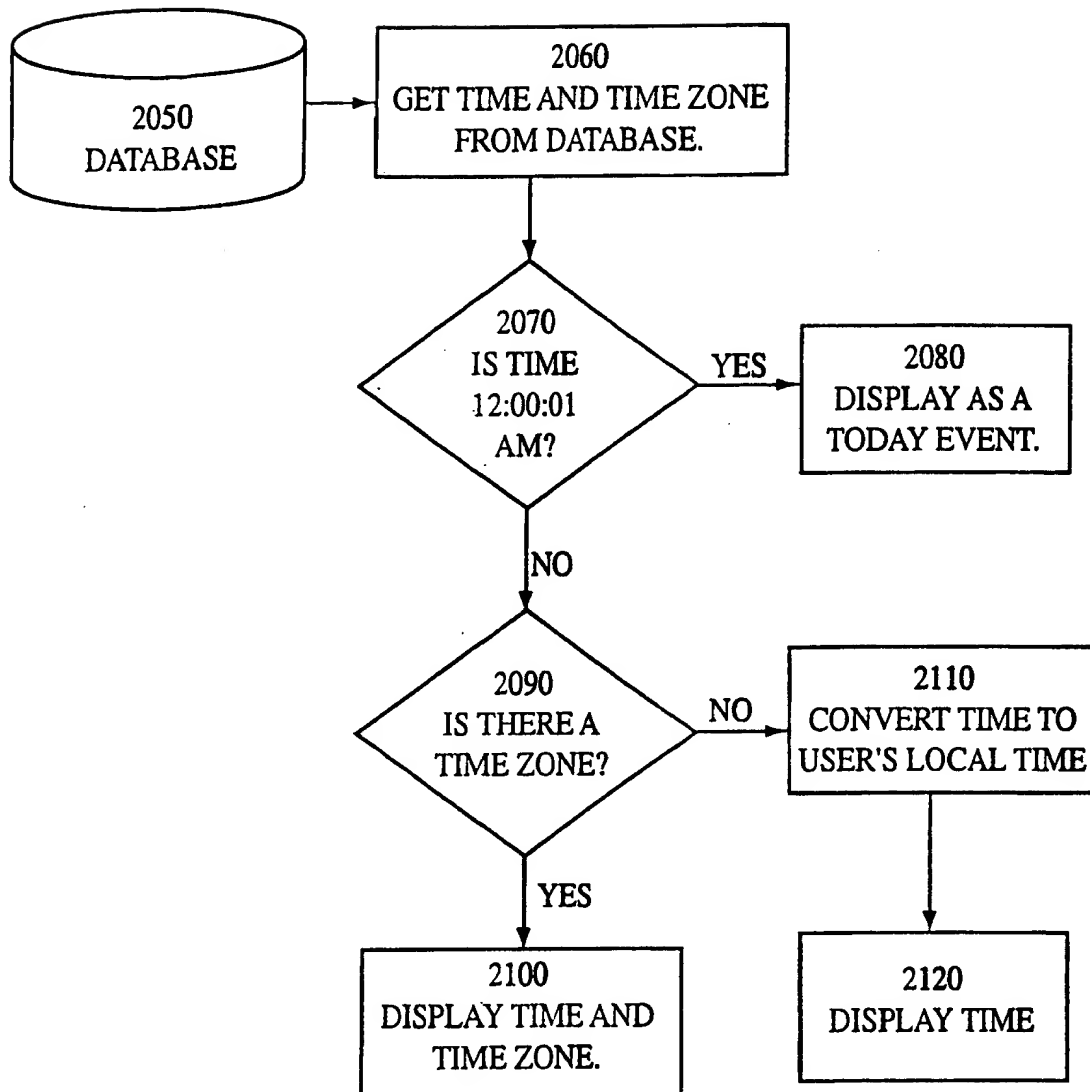 2050
DATABASE
2060
GET TIME AND TIME ZONE
FROM DATABASE.
2070
IS TIME
12:00:01
AM?
YES
2080
DISPLAY AS A
TODAY EVENT.
NO
2090
IS THERE A
TIME ZONE?
NO
2110
CONVERT TIME TO
USER'S LOCAL TIME
YES
2100
DISPLAY TIME AND
TIME ZONE.
2120
DISPLAY TIME